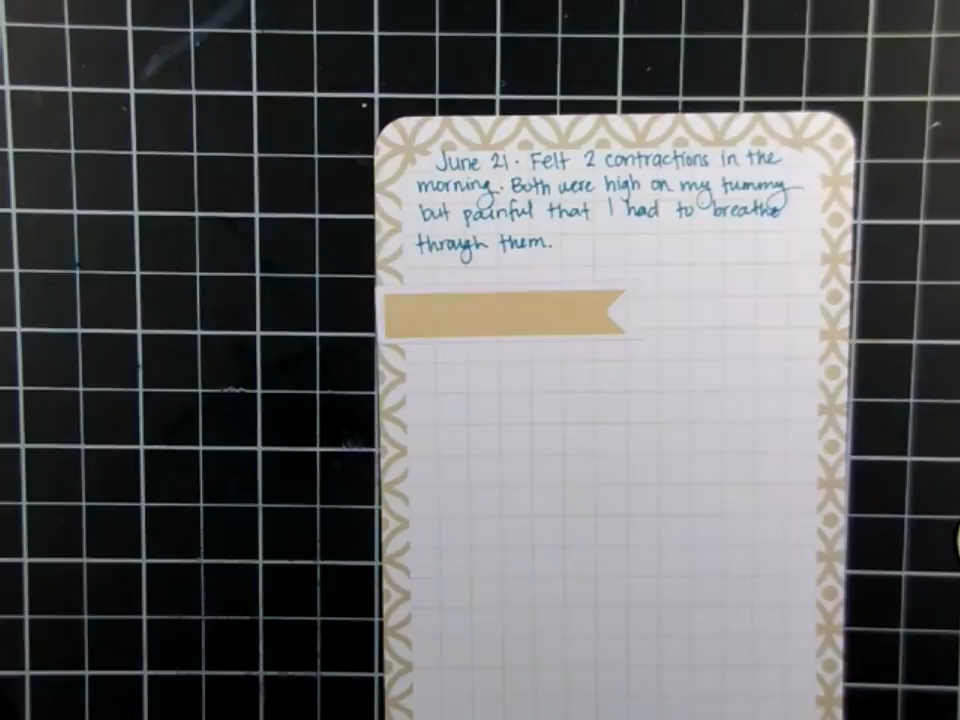 June 21. Felt 2 contractions in the
morning. Both were high on my tummy
but painful that I had to breathe
through them.